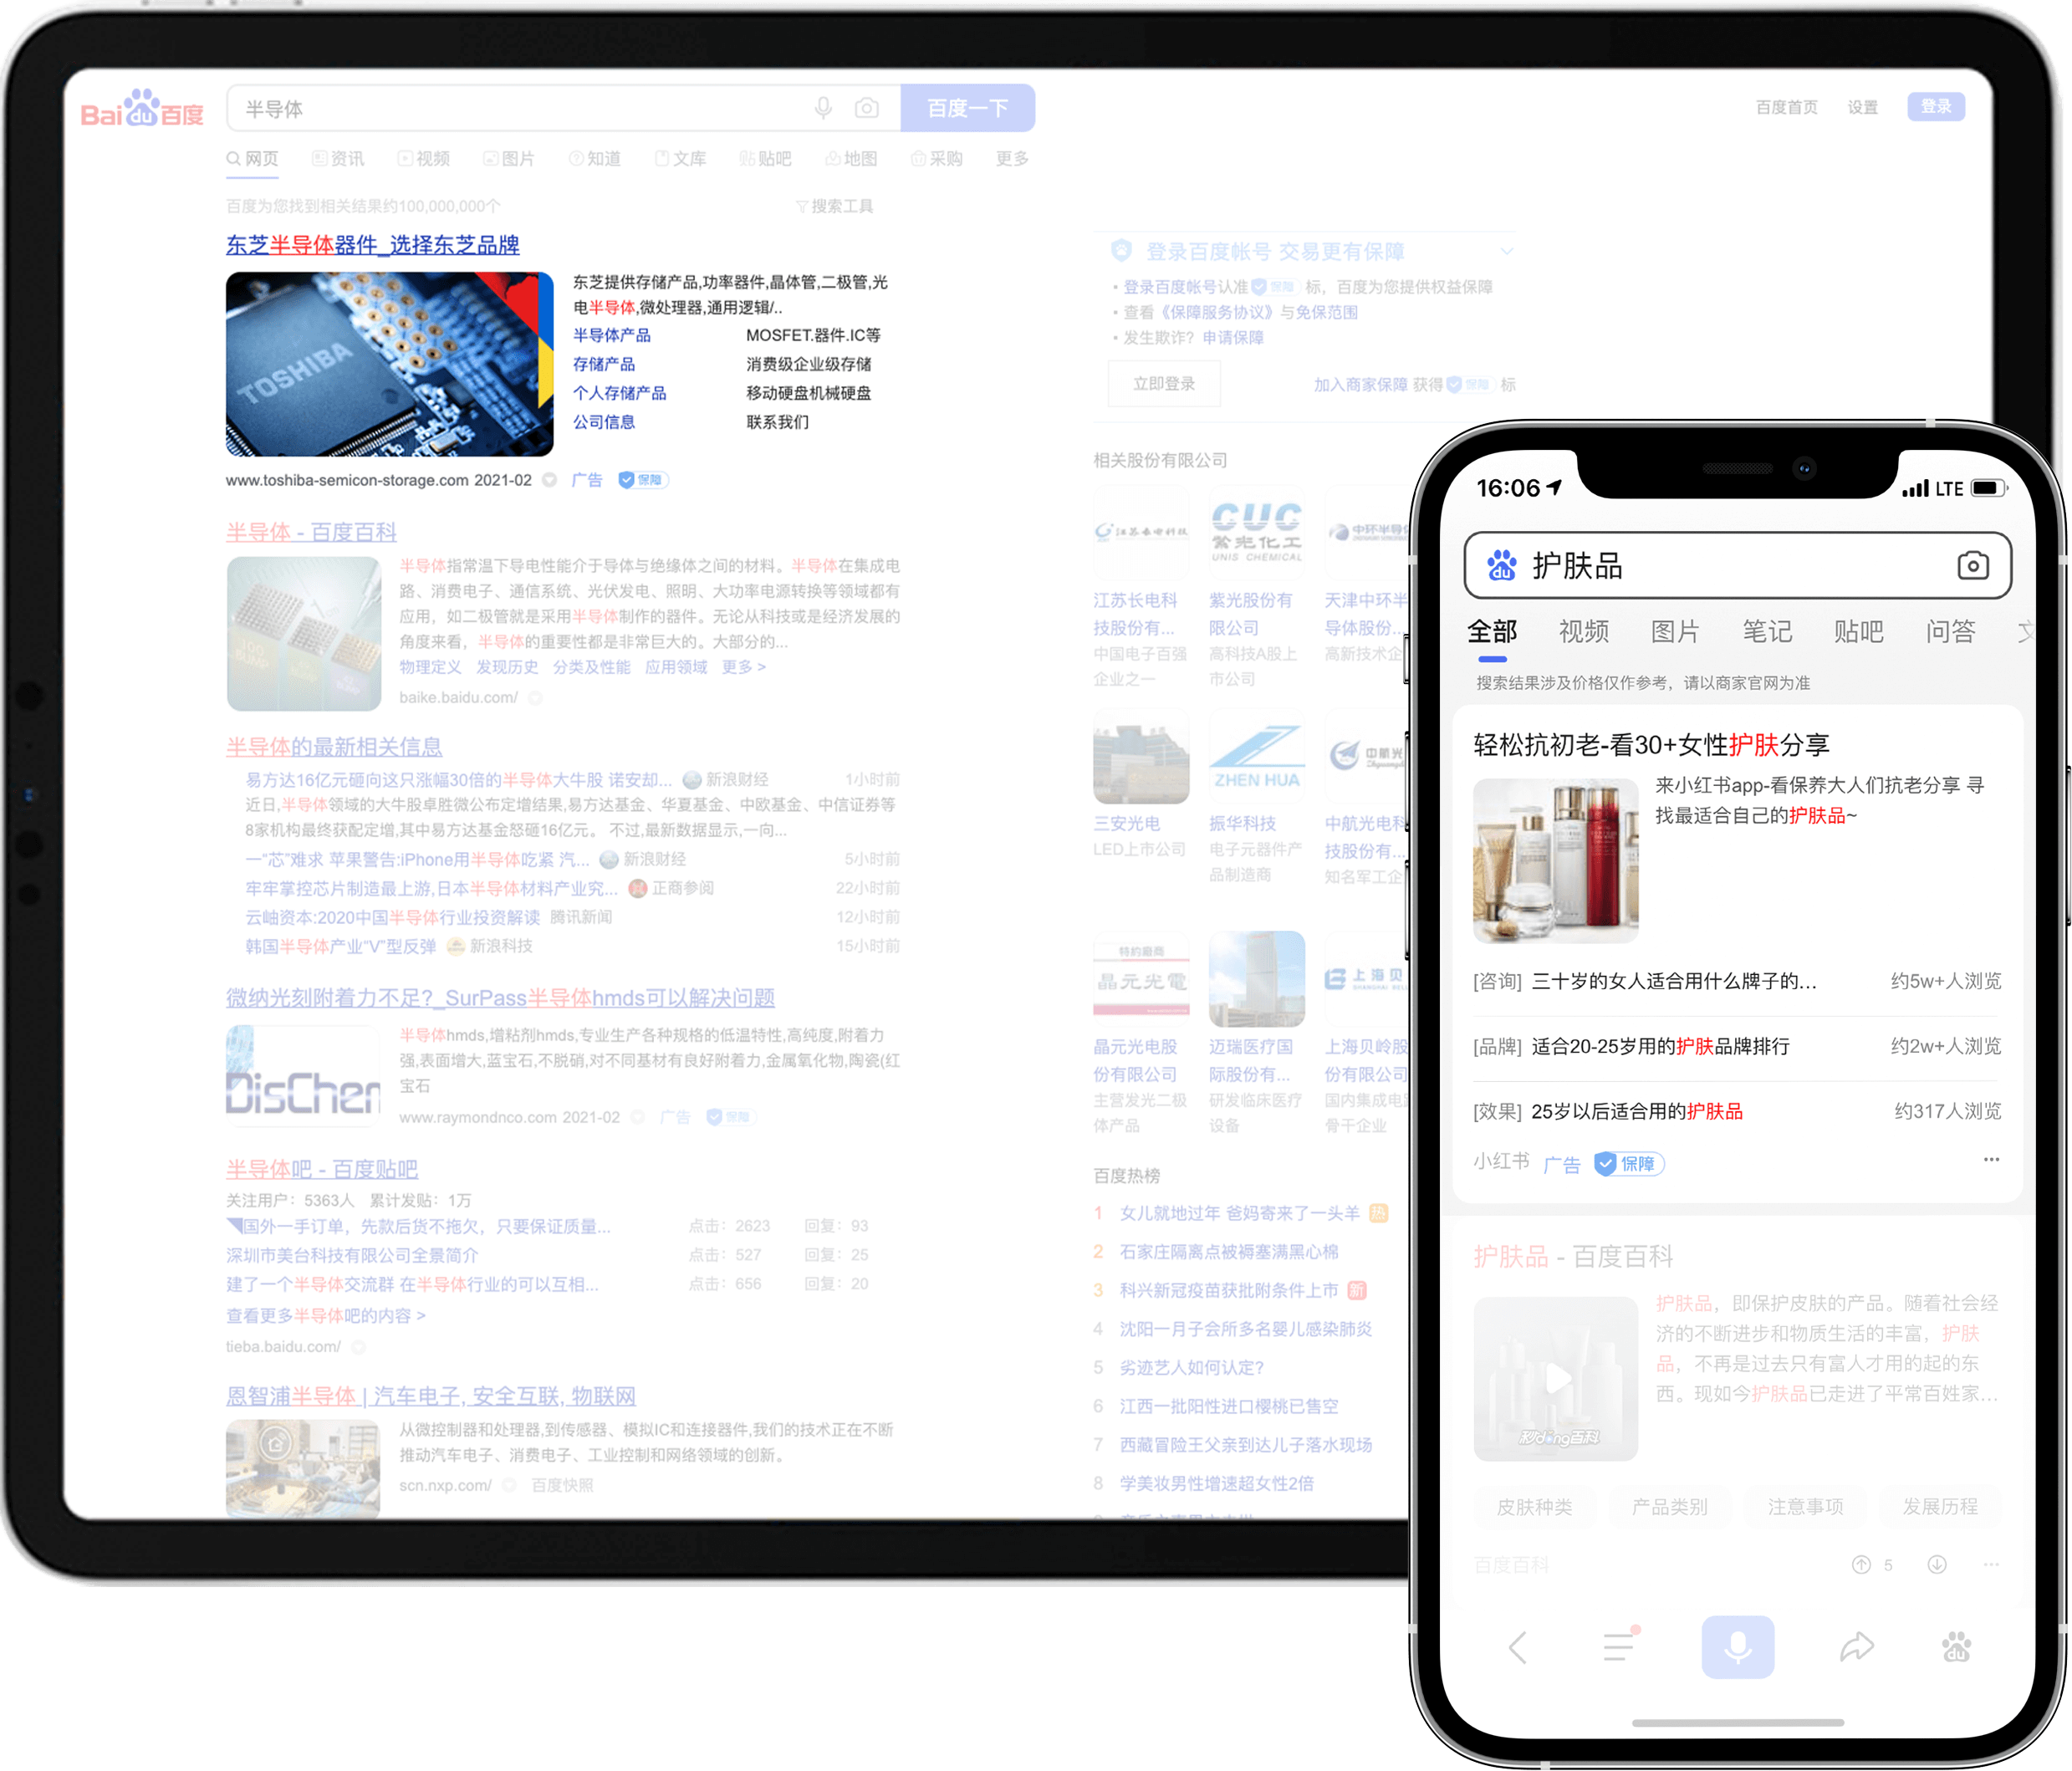 Bai du 百度
半导体
百度一下
百度首页 设置 登录
网页 资讯 视频 图片 知道 文库 贴吧 地图 采购 更多
百度为您找到相关结果约100,000,000个
搜索工具
东芝半导体器件_选择东芝品牌
TOSHIBA
东芝提供存储产品,功率器件,晶体管,二极管,光
电半导体,微处理器,通用逻辑/..
半导体产品 MOSFET.器件.IC等
存储产品 消费级企业级存储
个人存储产品 移动硬盘机械硬盘
公司信息 联系我们
www.toshiba-semicon-storage.com 2021-02 广告 保障
半导体 - 百度百科
半导体指常温下导电性能介于导体与绝缘体之间的材料。半导体在集成电
路、消费电子、通信系统、光伏发电、照明、大功率电源转换等领域都有
应用，如二极管就是采用半导体制作的器件。无论从科技或是经济发展的
角度来看，半导体的重要性都是非常巨大的。大部分的...
物理定义 发现历史 分类及性能 应用领域 更多 >
baike.baidu.com/
半导体的最新相关信息
易方达16亿元砸向这只涨幅30倍的半导体大牛股 诺安却... 新浪财经 1小时前
近日,半导体领域的大牛股卓胜微公布定增结果,易方达基金、华夏基金、中欧基金、中信证券等
8家机构最终获配定增,其中易方达基金怒砸16亿元。 不过,最新数据显示,一向...
一“芯”难求 苹果警告:iPhone用半导体吃紧 汽... 新浪财经 5小时前
牢牢掌控芯片制造最上游,日本半导体材料产业究... 正商参阅 22小时前
云岫资本:2020中国半导体行业投资解读 腾讯新闻 12小时前
韩国半导体产业“V”型反弹 新浪科技 15小时前
微纳光刻附着力不足?_SurPass半导体hmds可以解决问题
DisChem
半导体hmds,增粘剂hmds,专业生产各种规格的低温特性,高纯度,附着力
强,表面增大,蓝宝石,不脱硝,对不同基材有良好附着力,金属氧化物,陶瓷(红
宝石
www.raymondnco.com 2021-02 广告 保障
半导体吧 - 百度贴吧
关注用户：5363人 累计发贴：1万
国外一手订单，先款后货不拖欠，只要保证质量... 点击：2623 回复：93
深圳市美台科技有限公司全景简介 点击：527 回复：25
建了一个半导体交流群 在半导体行业的可以互相... 点击：656 回复：20
查看更多半导体吧的内容 >
tieba.baidu.com/
恩智浦半导体 | 汽车电子, 安全互联, 物联网
从微控制器和处理器,到传感器、模拟IC和连接器件,我们的技术正在不断
推动汽车电子、消费电子、工业控制和网络领域的创新。
scn.nxp.com/ 百度快照
登录百度帐号 交易更有保障
· 登录百度帐号认准 保障 标，百度为您提供权益保障
· 查看《保障服务协议》与免保范围
· 发生欺诈？申请保障
立即登录
加入商家保障 获得 保障 标
相关股份有限公司
江苏长电科技
CUC
紫光化工
UNIS CHEMICAL
中环半导
江苏长电科 紫光股份有 天津中环半
技股份有... 限公司 导体股份...
中国电子百强 高科技A股上 高新技术企
企业之一 市公司
ZHEN HUA
中航光
三安光电 振华科技 中航光电科
LED上市公司 电子元器件产 技股份有...
品制造商 知名军工企
特約廠商
晶元光電
上海贝
晶元光电股 迈瑞医疗国 上海贝岭股
份有限公司 际股份有... 份有限公司
主营发光二极 研发临床医疗 国内集成电路
体产品 设备 骨干企业
百度热榜
1 女儿就地过年 爸妈寄来了一头羊 热
2 石家庄隔离点被褥塞满黑心棉
3 科兴新冠疫苗获批附条件上市 新
4 沈阳一月子会所多名婴儿感染肺炎
5 劣迹艺人如何认定?
6 江西一批阳性进口樱桃已售空
7 西藏冒险王父亲到达儿子落水现场
8 学美妆男性增速超女性2倍
16:06 LTE
du 护肤品
全部 视频 图片 笔记 贴吧 问答 文
搜索结果涉及价格仅作参考，请以商家官网为准
轻松抗初老-看30+女性护肤分享
来小红书app-看保养大人们抗老分享 寻
找最适合自己的护肤品~
[咨询] 三十岁的女人适合用什么牌子的... 约5w+人浏览
[品牌] 适合20-25岁用的护肤品牌排行 约2w+人浏览
[效果] 25岁以后适合用的护肤品 约317人浏览
小红书 广告 保障
护肤品 - 百度百科
护肤品，即保护皮肤的产品。随着社会经
济的不断进步和物质生活的丰富，护肤
品，不再是过去只有富人才用的起的东
西。现如今护肤品已走进了平常百姓家...
秒dong百科
皮肤种类 产品类别 注意事项 发展历程
百度百科 5
du